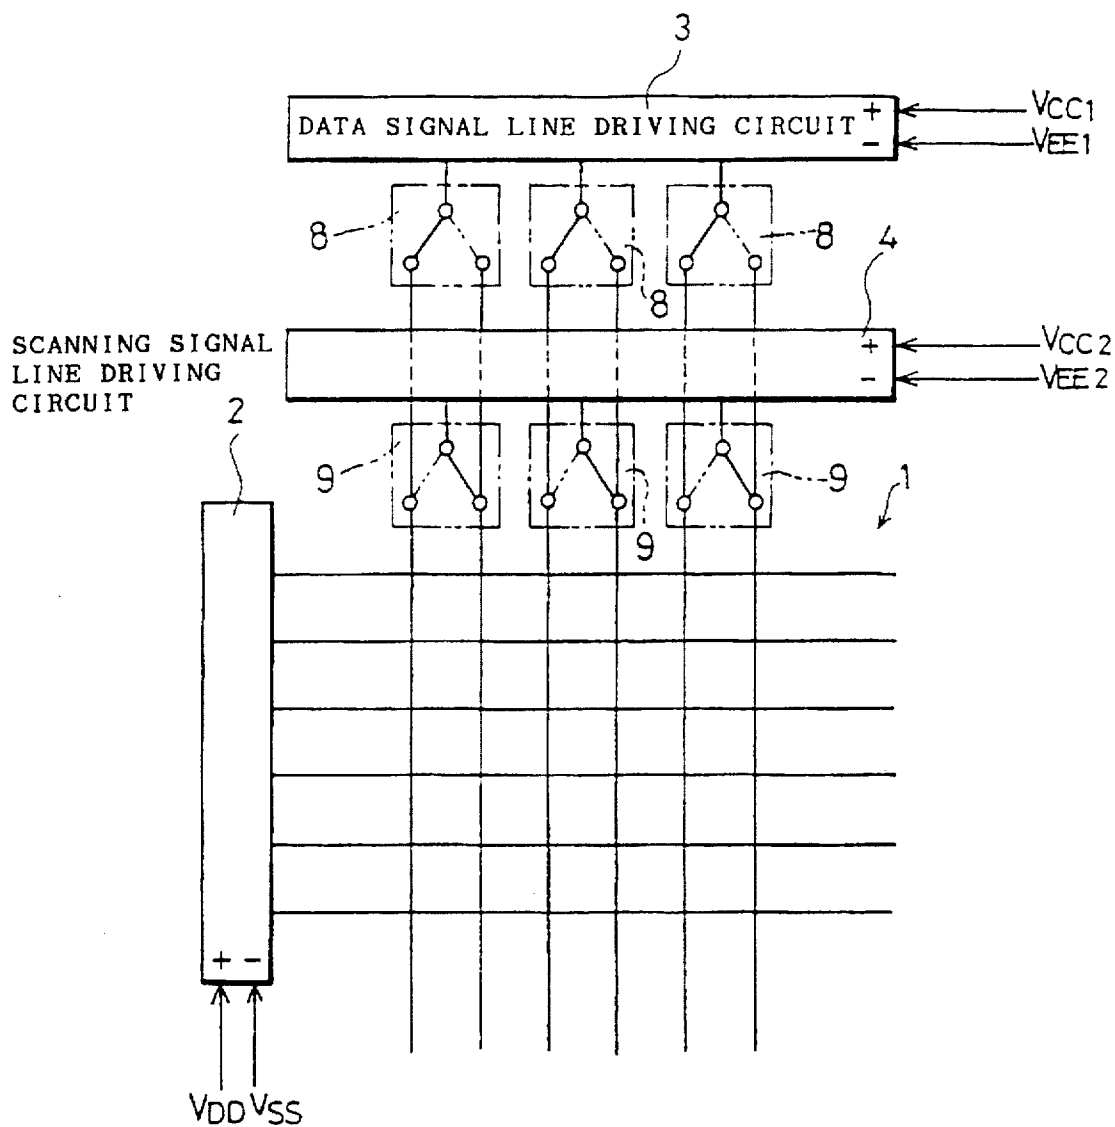 3
DATA SIGNAL LINE DRIVING CIRCUIT
+
−
VCC1
VEE1
8
8
8
4
SCANNING SIGNAL
LINE DRIVING
CIRCUIT
+
−
VCC2
VEE2
2
9
9
9
1
+ −
VDD VSS